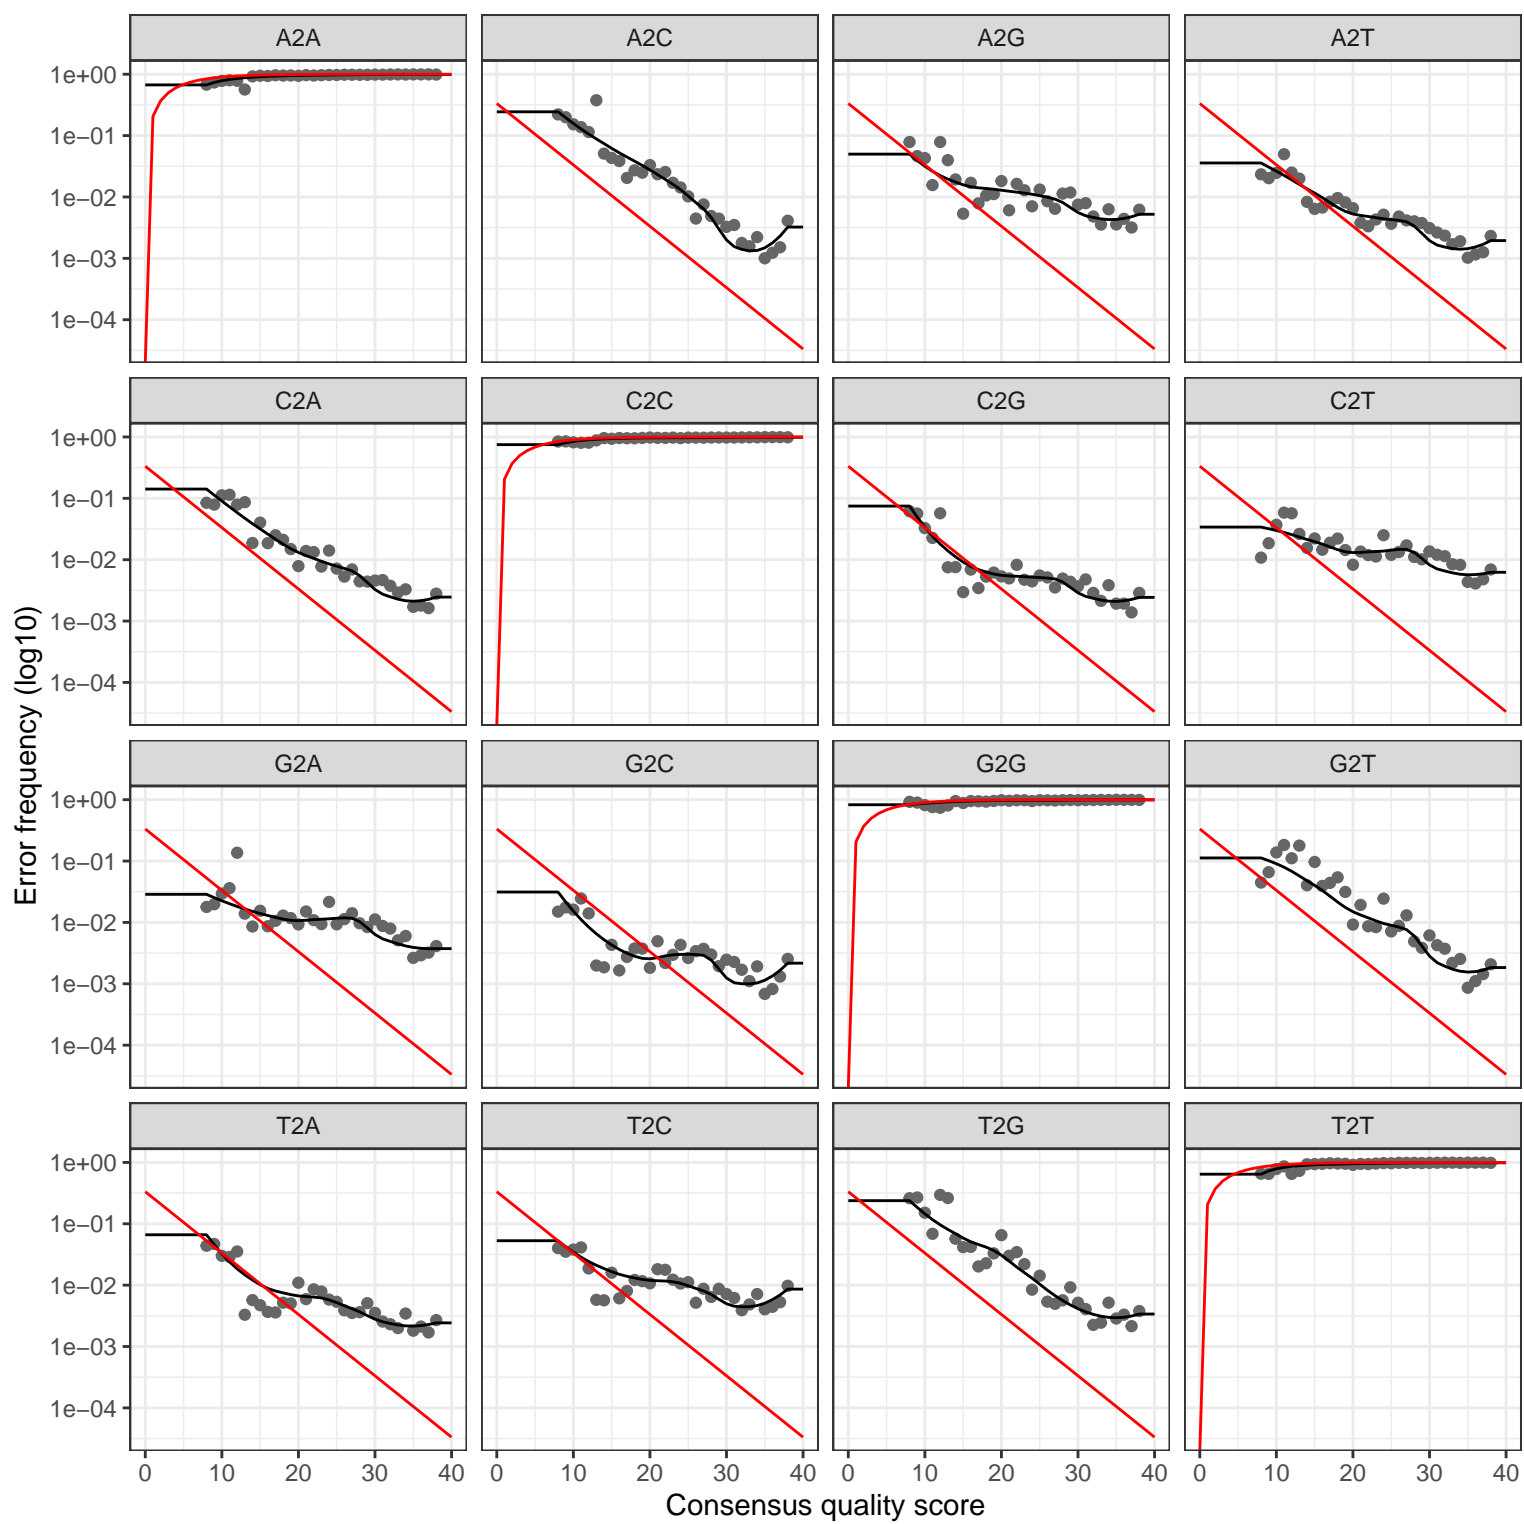 A2A A2C A2G A2T
1e+00
1e−01
1e−02
1e−03
1e−04
C2A C2C C2G C2T
1e+00
1e−01
1e−02
1e−03
1e−04
G2A G2C G2G G2T
1e+00
1e−01
1e−02
1e−03
1e−04
T2A T2C T2G T2T
1e+00
1e−01
1e−02
1e−03
1e−04
0 10 20 30 40 0 10 20 30 40 0 10 20 30 40 0 10 20 30 40
Consensus quality score
Error frequency (log10)